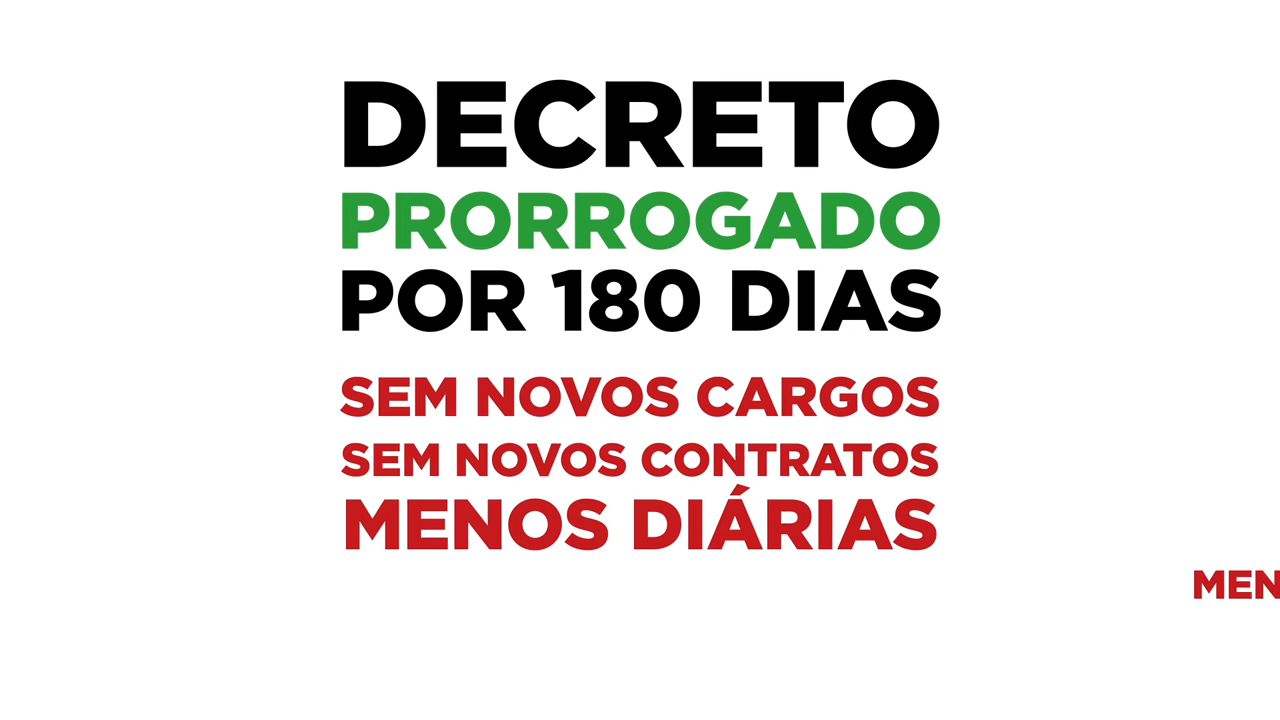 DECRETO
PRORROGADO
POR 180 DIAS
SEM NOVOS CARGOS
SEM NOVOS CONTRATOS
MENOS DIÁRIAS
MEN